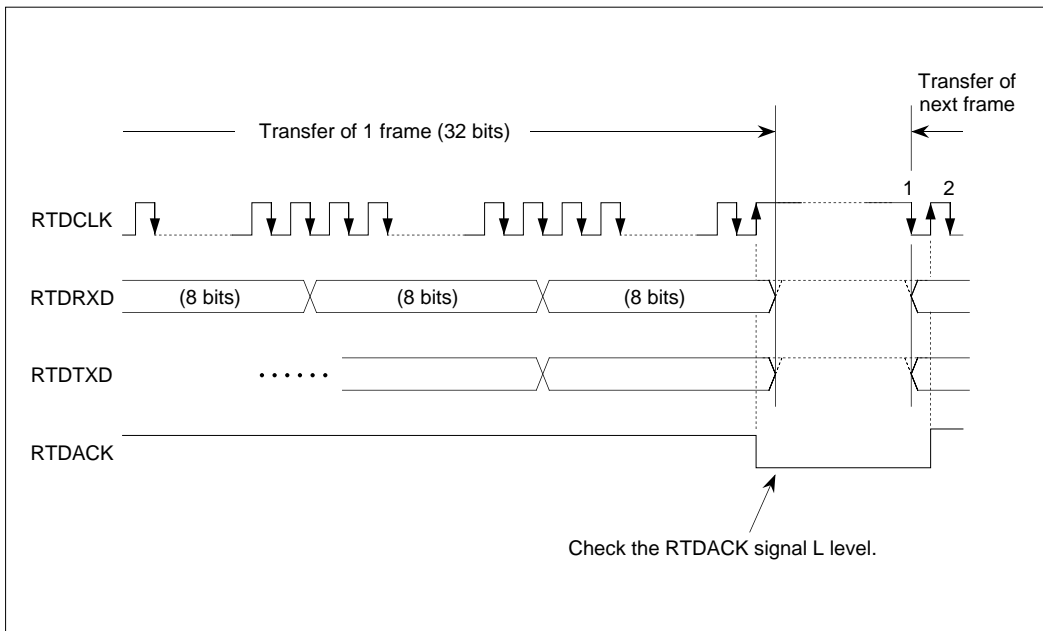 Transfer of
next frame
Transfer of 1 frame (32 bits)
1 2
RTDCLK
RTDRXD (8 bits) (8 bits) (8 bits)
RTDTXD
RTDACK
Check the RTDACK signal L level.